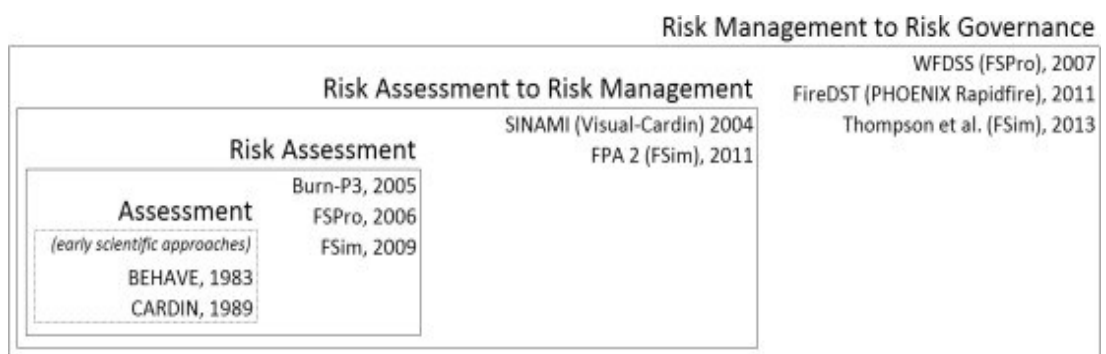 Risk Management to Risk Governance
WFDSS (FSPro), 2007
FireDST (PHOENIX Rapidfire), 2011
Thompson et al. (FSim), 2013
Risk Assessment to Risk Management
SINAMI (Visual-Cardin) 2004
FPA 2 (FSim), 2011
Risk Assessment
Burn-P3, 2005
FSPro, 2006
FSim, 2009
Assessment
(early scientific approaches)
BEHAVE, 1983
CARDIN, 1989